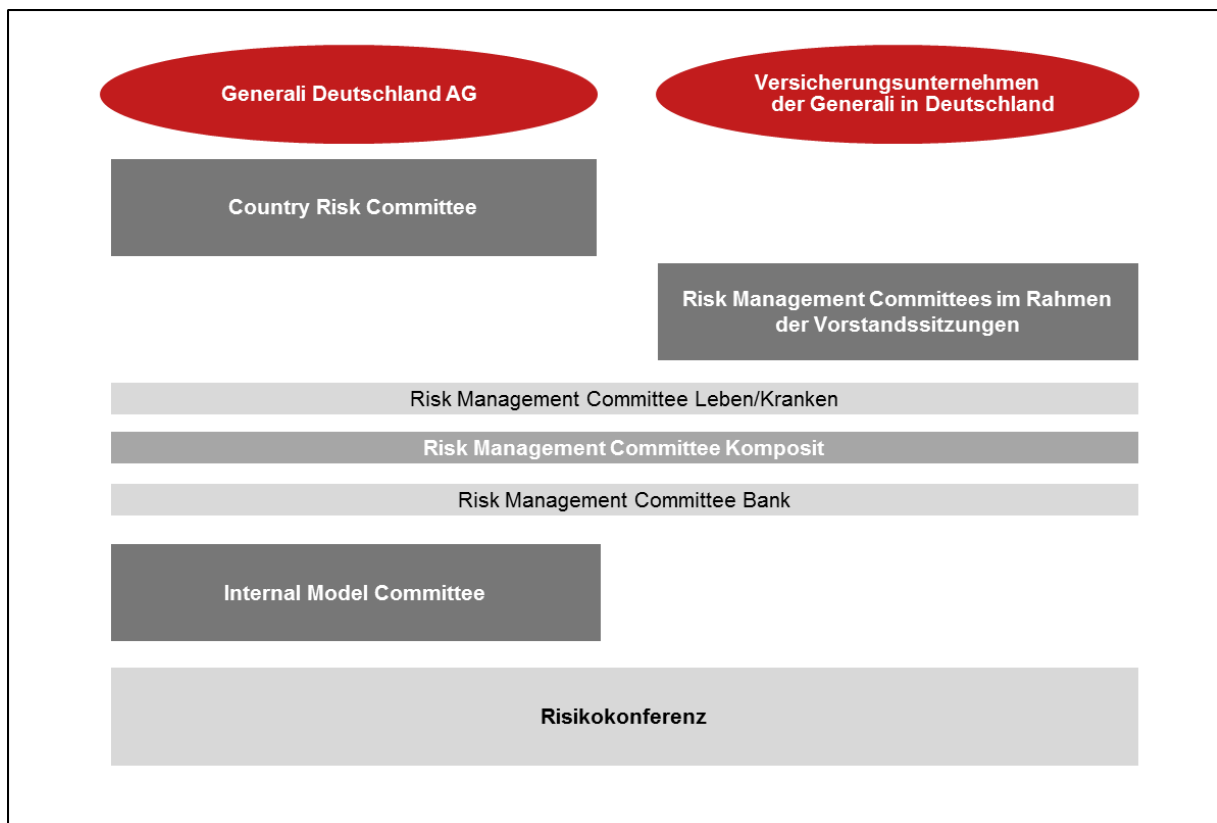 Generali Deutschland AG
Versicherungsunternehmen
der Generali in Deutschland
Country Risk Committee
Risk Management Committees im Rahmen
der Vorstandssitzungen
Risk Management Committee Leben/Kranken
Risk Management Committee Komposit
Risk Management Committee Bank
Internal Model Committee
Risikokonferenz